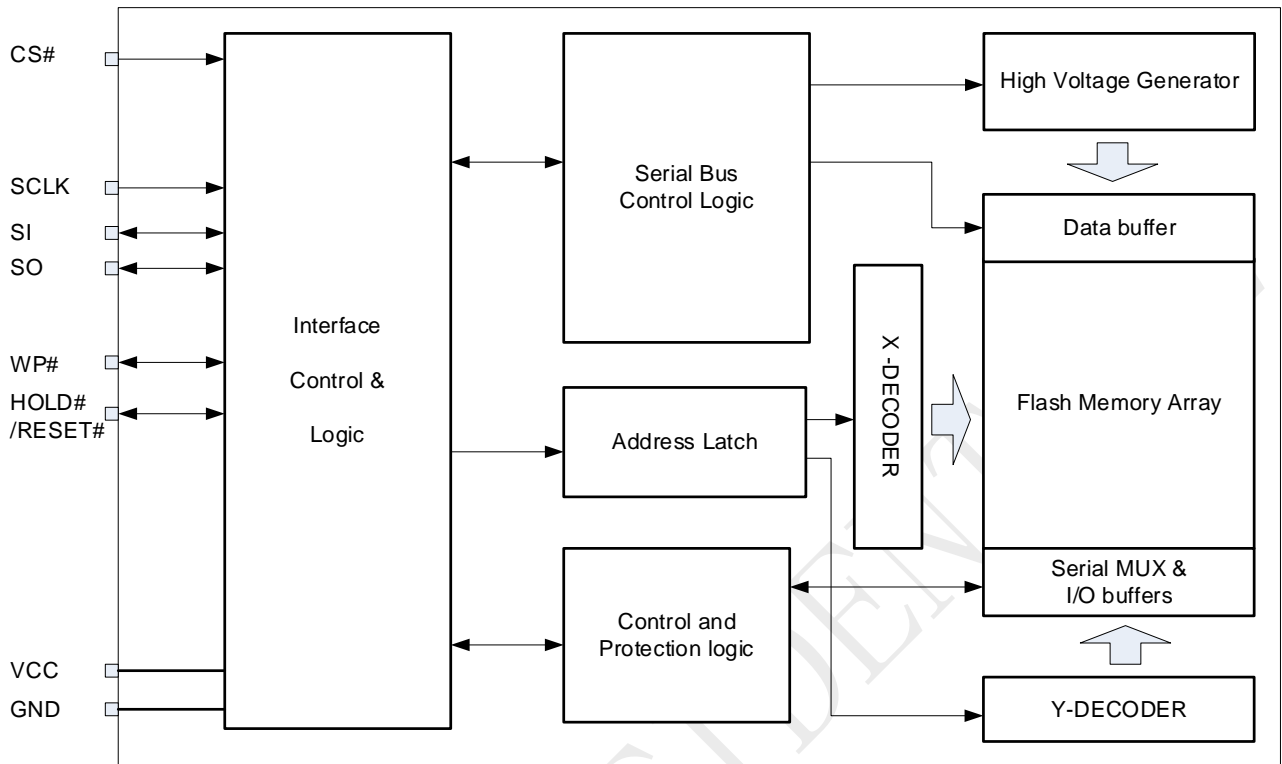 CS#
SCLK
SI
SO
WP#
HOLD#
/RESET#
VCC
GND
Interface
Control &
Logic
Serial Bus
Control Logic
Address Latch
Control and
Protection logic
X-DECODER
High Voltage Generator
Data buffer
Flash Memory Array
Serial MUX &
I/O buffers
Y-DECODER